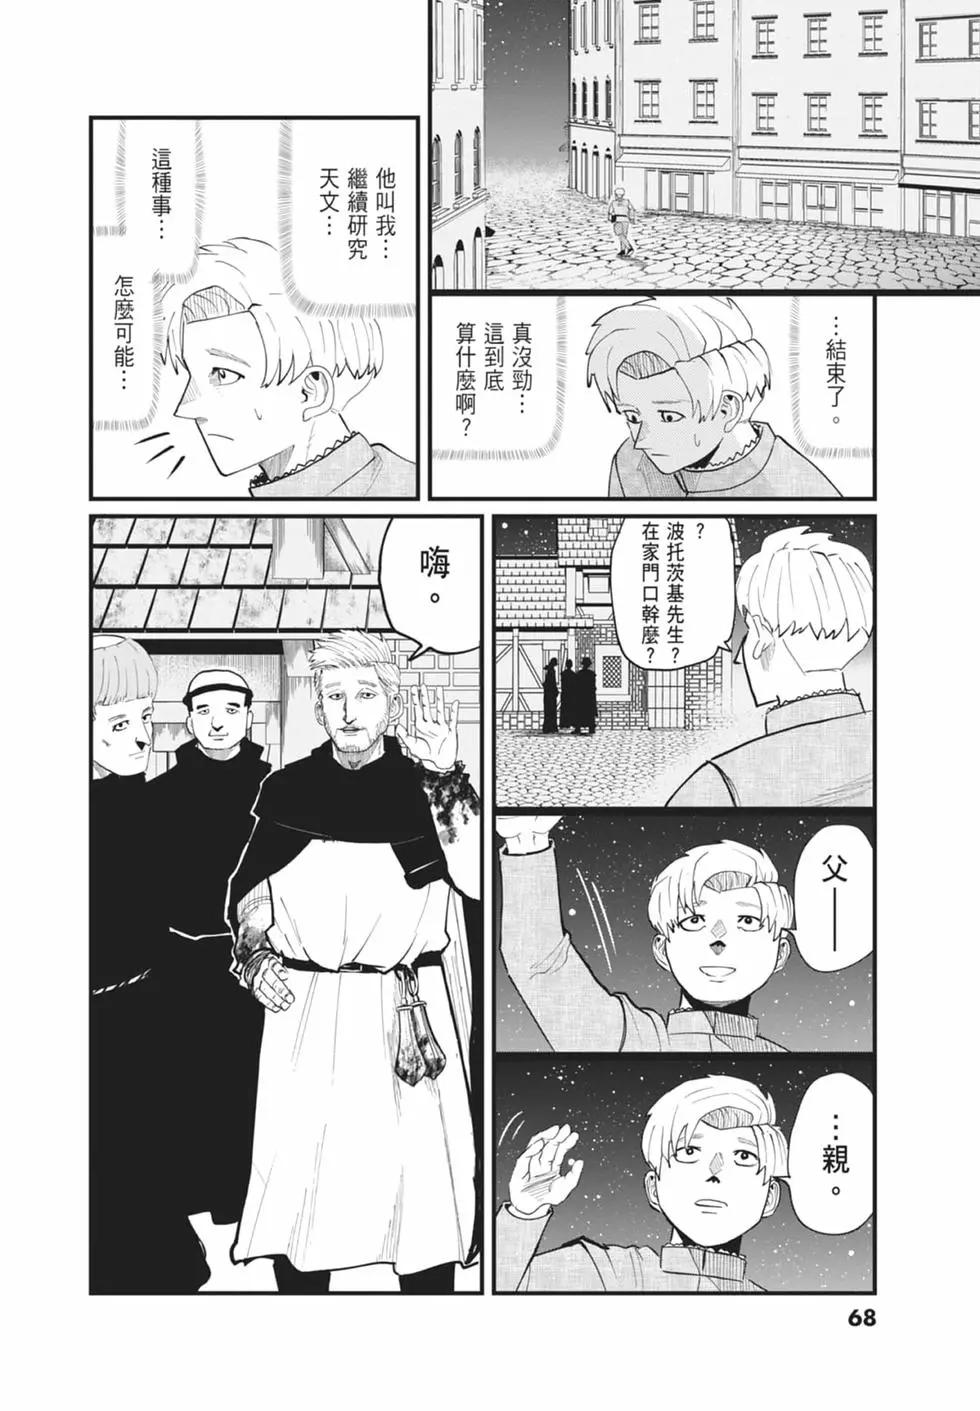 …結束了。
真沒勁…
這到底
算什麼啊？
他叫我…
繼續研究
天文…
這種事…
怎麼可能…
？
波托茨基先生？
在家門口幹麼？
父——
…親。
嗨。
68